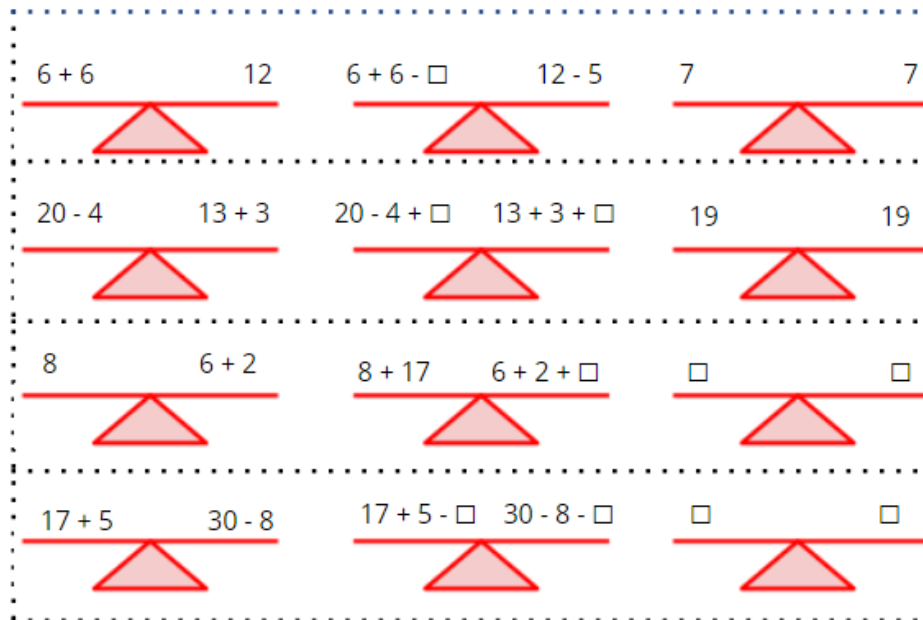 6 + 6 12 6 + 6 - □ 12 - 5 7 7
20 - 4 13 + 3 20 - 4 + □ 13 + 3 + □ 19 19
8 6 + 2 8 + 17 6 + 2 + □ □ □
17 + 5 30 - 8 17 + 5 - □ 30 - 8 - □ □ □